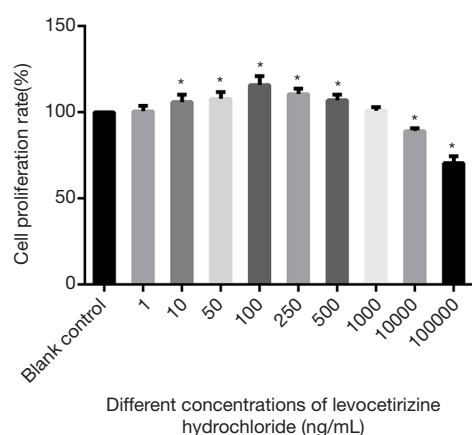 Cell proliferation rate(%)
150
100
50
0
* * * * * * * *
Blank control 1 10 50 100 250 500 1000 10000 100000
Different concentrations of levocetirizine
hydrochloride (ng/mL)